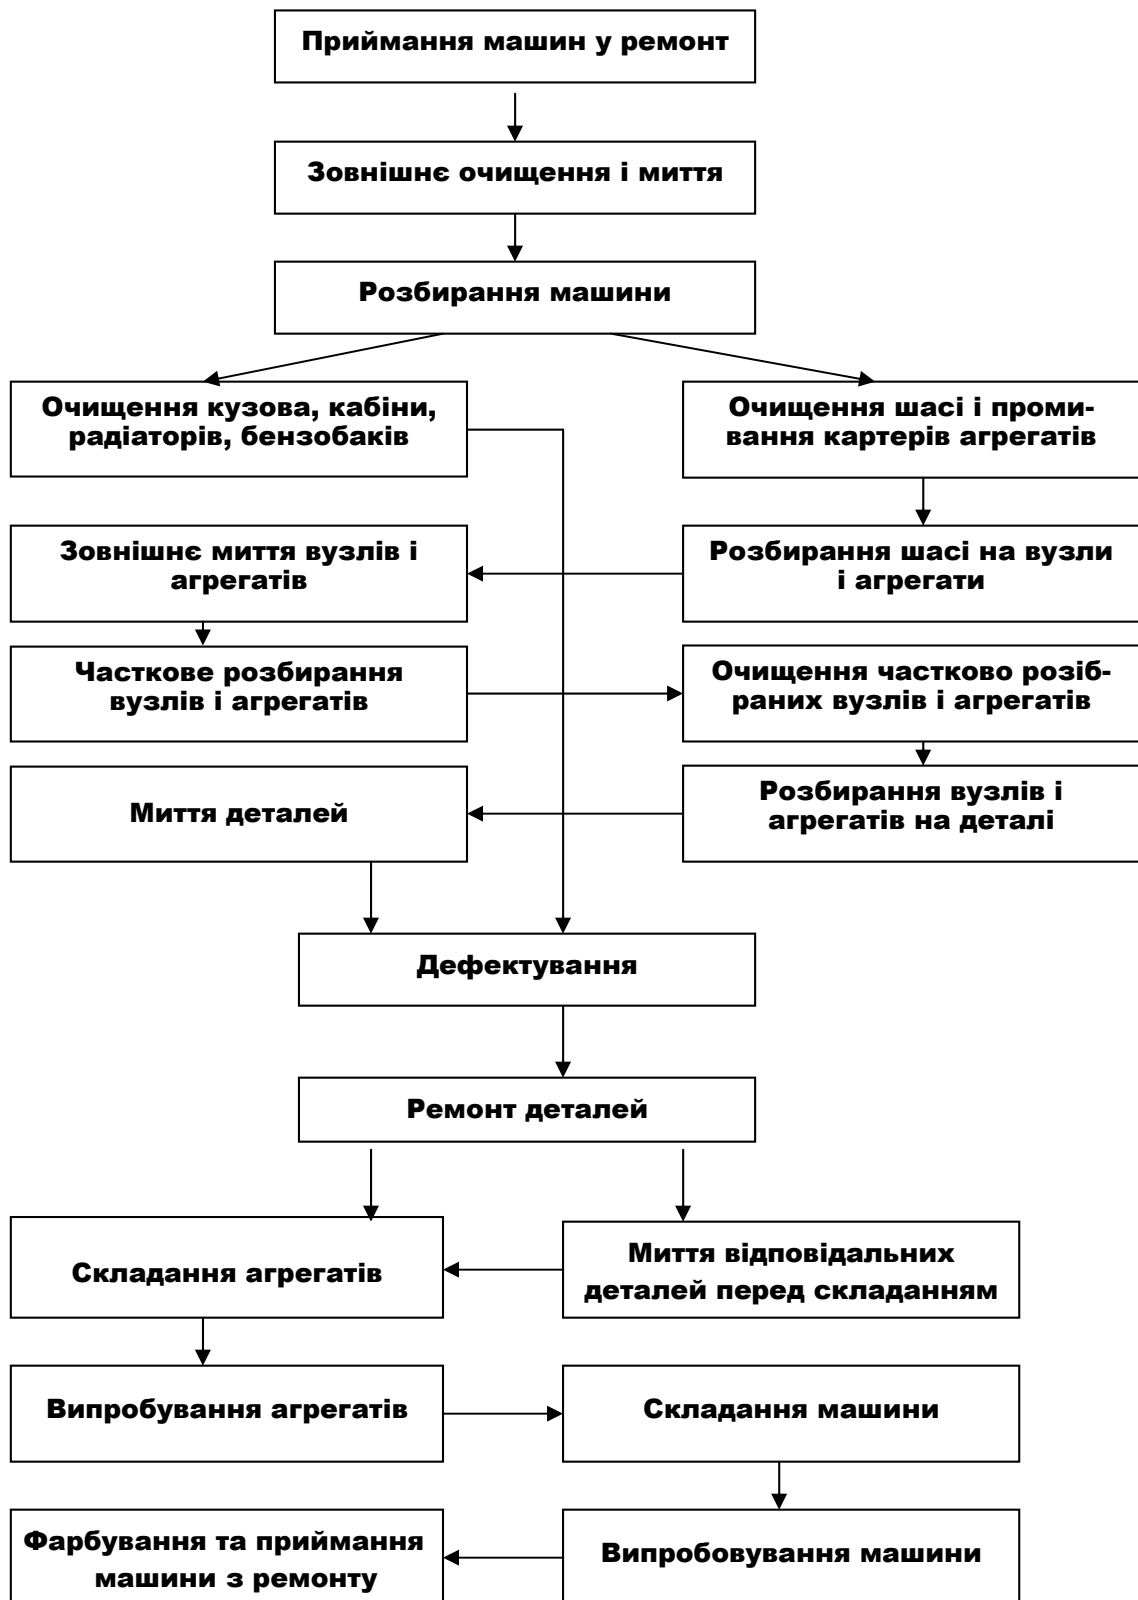 Приймання машин у ремонт
Зовнішнє очищення і миття
Розбирання машини
Очищення кузова, кабіни,
радіаторів, бензобаків
Очищення шасі і проми-
вання картерів агрегатів
Зовнішнє миття вузлів і
агрегатів
Розбирання шасі на вузли
і агрегати
Часткове розбирання
вузлів і агрегатів
Очищення частково розіб-
раних вузлів і агрегатів
Миття деталей
Розбирання вузлів і
агрегатів на деталі
Дефектування
Ремонт деталей
Складання агрегатів
Миття відповідальних
деталей перед складанням
Випробування агрегатів
Складання машини
Фарбування та приймання
машини з ремонту
Випробовування машини